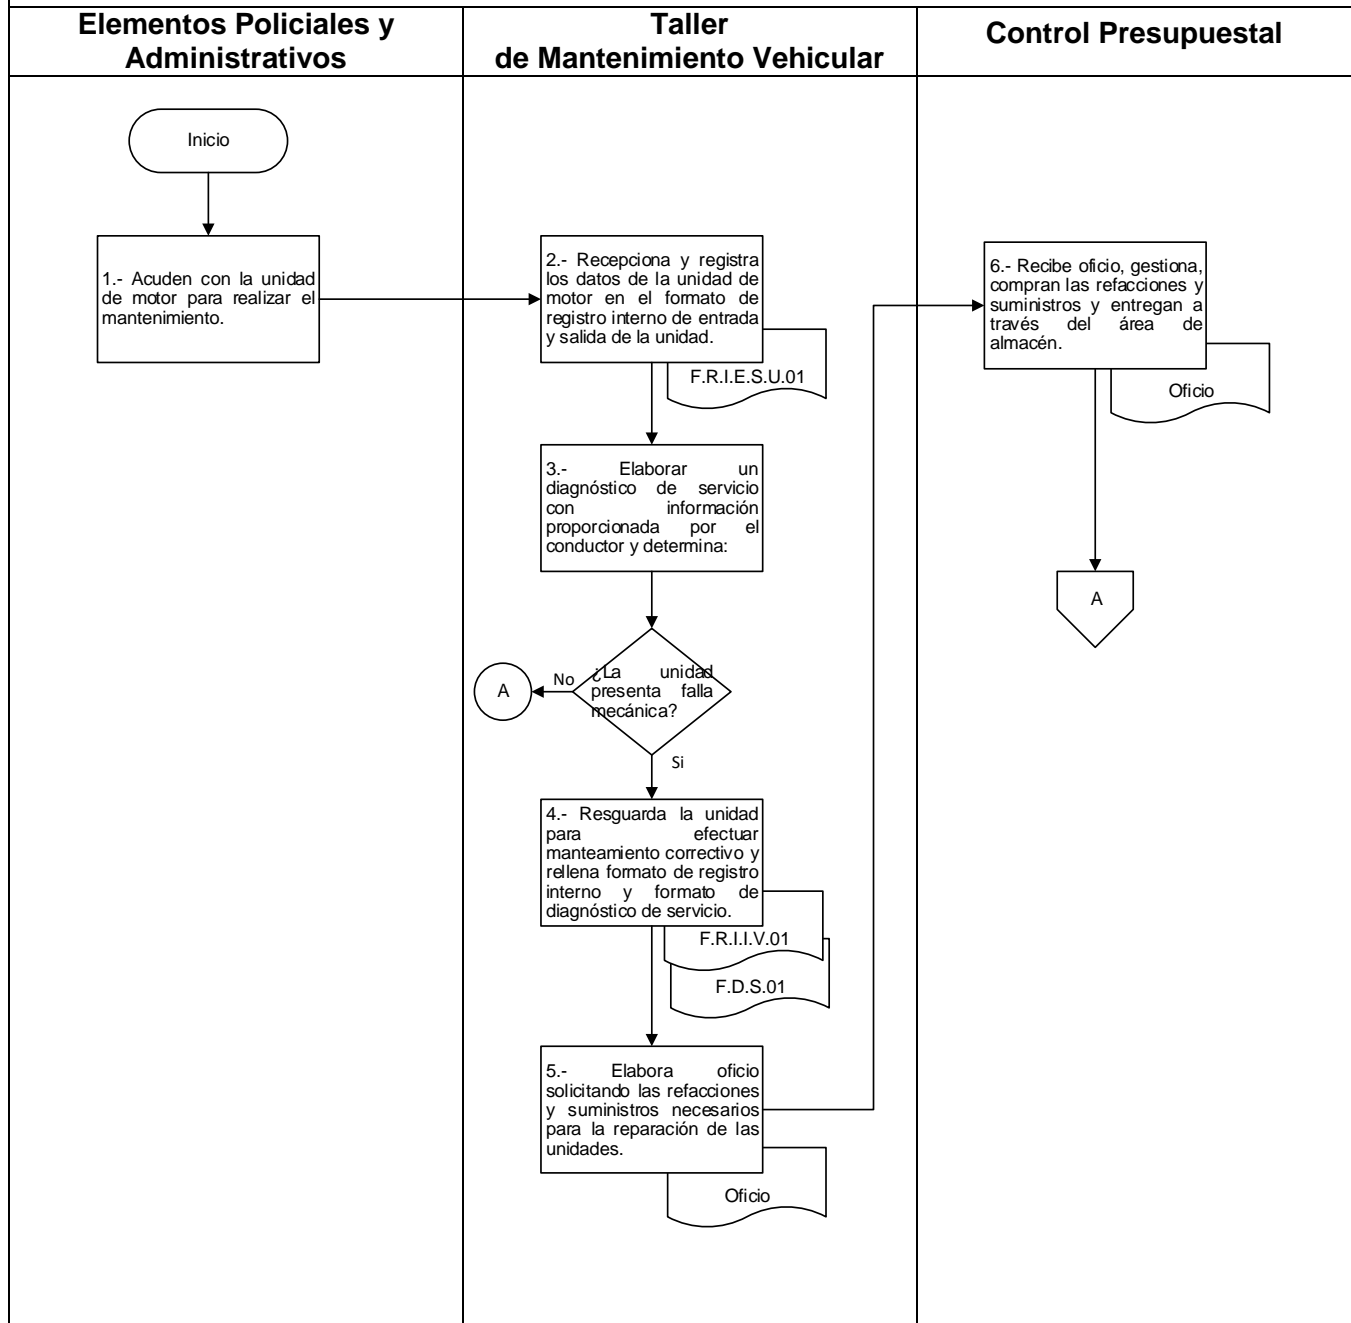 Elementos Policiales y
Administrativos
Taller
de Mantenimiento Vehicular
Control Presupuestal
Inicio
1.- Acuden con la unidad
de motor para realizar el
mantenimiento.
2.- Recepciona y registra
los datos de la unidad de
motor en el formato de
registro interno de entrada
y salida de la unidad.
F.R.I.E.S.U.01
3.- Elaborar un
diagnóstico de servicio
con información
proporcionada por el
conductor y determina:
¿La unidad
presenta falla
mecánica?
No
A
Si
4.- Resguarda la unidad
para efectuar
manteamiento correctivo y
rellena formato de registro
interno y formato de
diagnóstico de servicio.
F.R.I.I.V.01
F.D.S.01
5.- Elabora oficio
solicitando las refacciones
y suministros necesarios
para la reparación de las
unidades.
Oficio
6.- Recibe oficio, gestiona,
compran las refacciones y
suministros y entregan a
través del área de
almacén.
Oficio
A